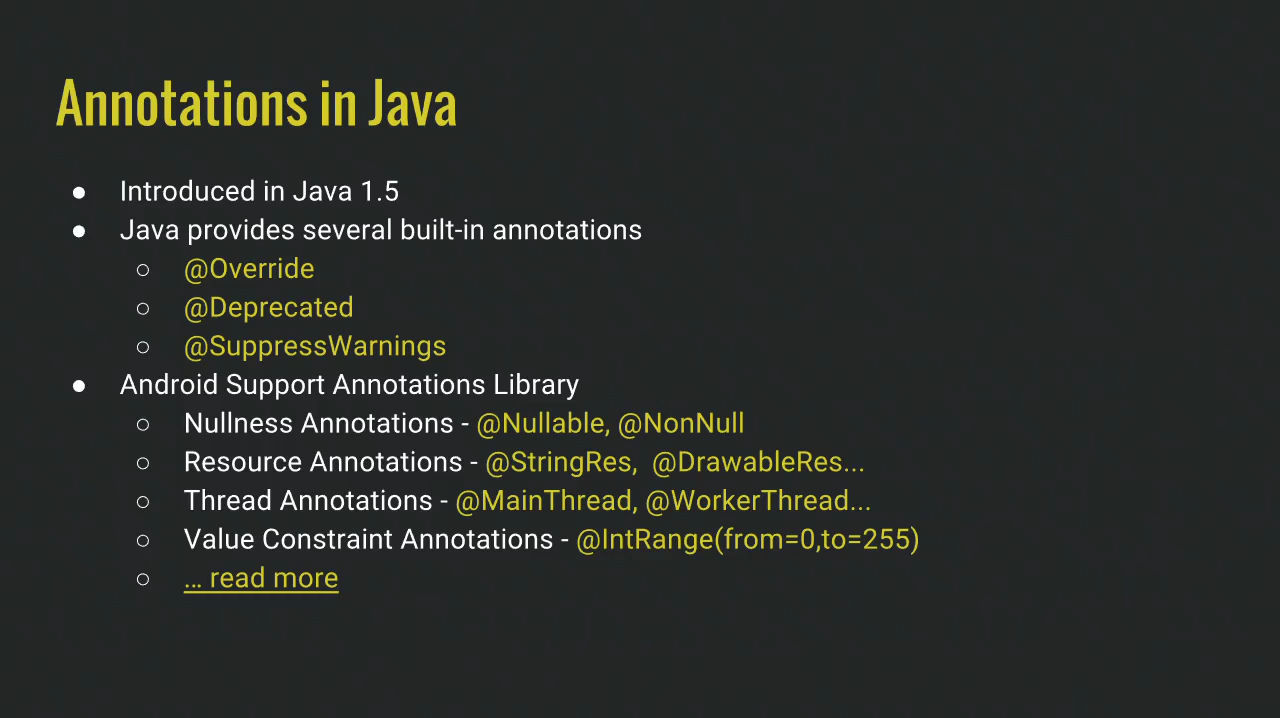 Annotations in Java
● Introduced in Java 1.5
● Java provides several built-in annotations
○ @Override
○ @Deprecated
○ @SuppressWarnings
● Android Support Annotations Library
○ Nullness Annotations - @Nullable, @NonNull
○ Resource Annotations - @StringRes,  @DrawableRes...
○ Thread Annotations - @MainThread, @WorkerThread...
○ Value Constraint Annotations - @IntRange(from=0,to=255)
○ ... read more